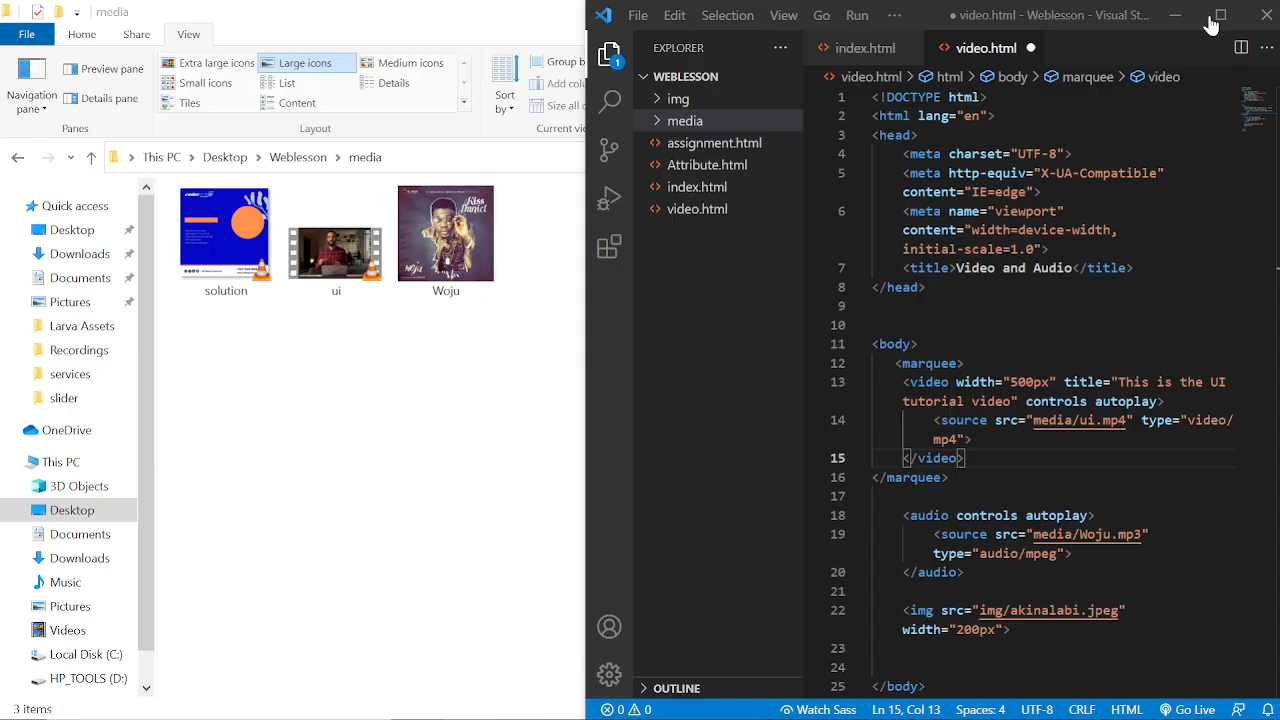 media
File Home Share View
Extra large icons Large icons Medium icons
Small icons List Details
Tiles Content
Navigation pane
Preview pane
Details pane
Sort by
Group b
Add colu
Size all c
Panes Layout Current vie
This PC Desktop Weblesson media
Quick access
Desktop
Downloads
Documents
Pictures
Larva Assets
Recordings
services
slider
OneDrive
This PC
3D Objects
Desktop
Documents
Downloads
Music
Pictures
Videos
Local Disk (C:)
HP_TOOLS (D:)
Kiss
Daniel
WOJU
solution ui Woju
3 items
File Edit Selection View Go Run ··· ● video.html - Weblesson - Visual St...
EXPLORER ···
1
WEBLESSON
img
media
assignment.html
Attribute.html
index.html
video.html
OUTLINE
index.html video.html ●
video.html > html > body > marquee > video
1 <!DOCTYPE html>
2 <html lang="en">
3 <head>
4 <meta charset="UTF-8">
5 <meta http-equiv="X-UA-Compatible"
content="IE=edge">
6 <meta name="viewport"
content="width=device-width,
initial-scale=1.0">
7 <title>Video and Audio</title>
8 </head>
9
10
11 <body>
12 <marquee>
13 <video width="500px" title="This is the UI
tutorial video" controls autoplay>
14 <source src="media/ui.mp4" type="video/
mp4">
15 </video>
16 </marquee>
17
18 <audio controls autoplay>
19 <source src="media/Woju.mp3"
type="audio/mpeg">
20 </audio>
21
22 <img src="img/akinalabi.jpeg"
width="200px">
23
24
25 </body>
0 0 Watch Sass Ln 15, Col 13 Spaces: 4 UTF-8 CRLF HTML Go Live